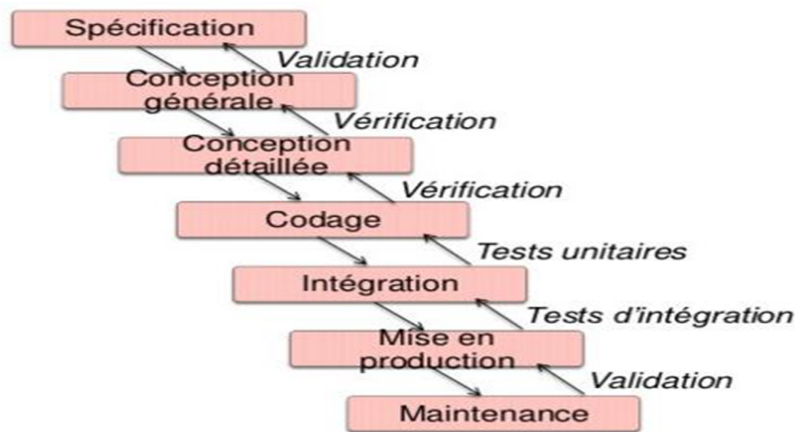 Spécification
Validation
Conception
générale
Vérification
Conception
détaillée
Vérification
Codage
Tests unitaires
Intégration
Tests d'intégration
Mise en
production
Validation
Maintenance